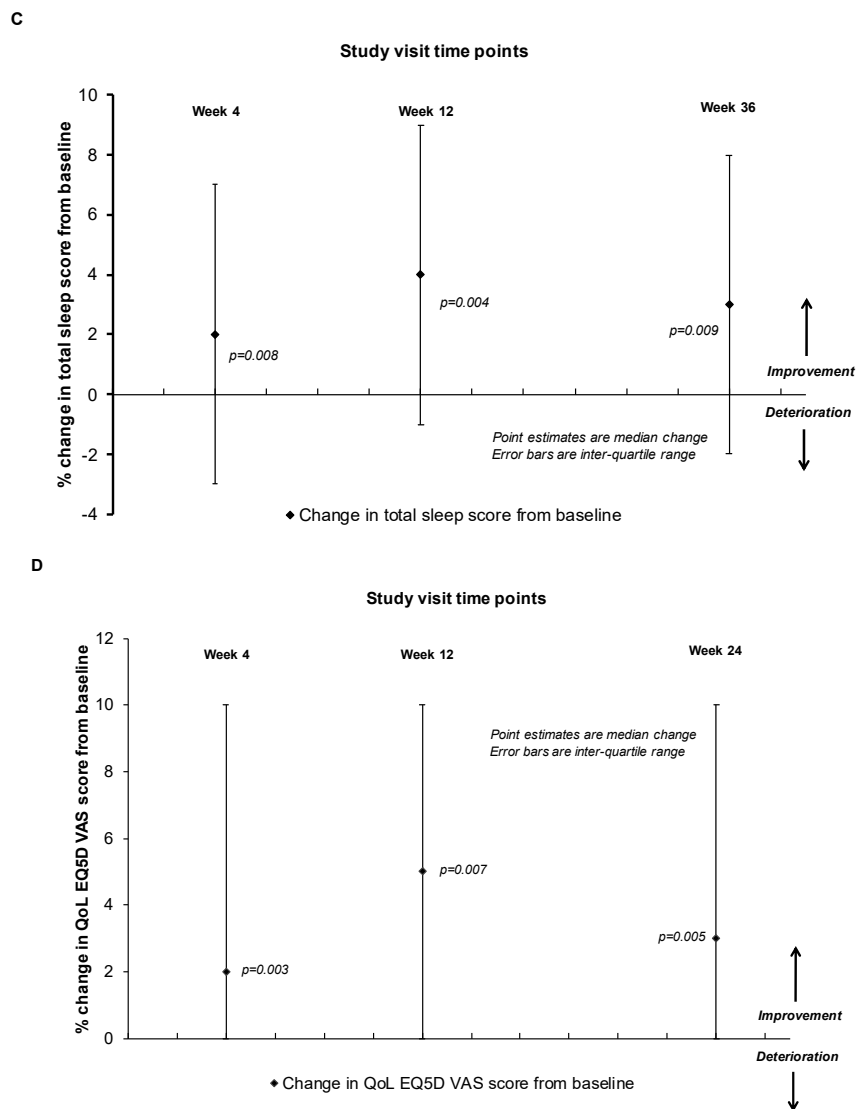 C
Study visit time points
% change in total sleep score from baseline
10
8
6
4
2
0
-2
-4
Week 4
Week 12
Week 36
p=0.008
p=0.004
p=0.009
Improvement
Deterioration
Point estimates are median change
Error bars are inter-quartile range
Change in total sleep score from baseline
D
Study visit time points
% change in QoL EQ5D VAS score from baseline
12
10
8
6
4
2
0
Week 4
Week 12
Week 24
Point estimates are median change
Error bars are inter-quartile range
p=0.003
p=0.007
p=0.005
Improvement
Deterioration
Change in QoL EQ5D VAS score from baseline